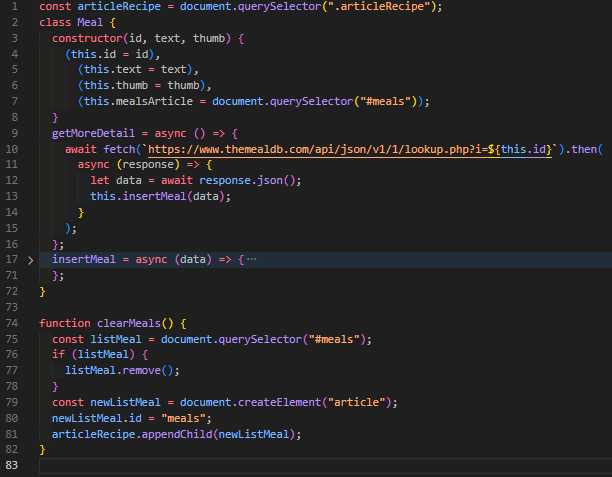 1 const articleRecipe = document.querySelector(".articleRecipe");
2 class Meal {
3   constructor(id, text, thumb) {
4     (this.id = id),
5       (this.text = text),
6       (this.thumb = thumb),
7       (this.mealsArticle = document.querySelector("#meals"));
8   }
9   getMoreDetail = async () => {
10     await fetch(`https://www.themealdb.com/api/json/v1/1/lookup.php?i=${this.id}`).then(
11       async (response) => {
12         let data = await response.json();
13         this.insertMeal(data);
14       }
15     );
16   };
17 > insertMeal = async (data) => { ···
71   };
72 }
73
74 function clearMeals() {
75   const listMeal = document.querySelector("#meals");
76   if (listMeal) {
77     listMeal.remove();
78   }
79   const newListMeal = document.createElement("article");
80   newListMeal.id = "meals";
81   articleRecipe.appendChild(newListMeal);
82 }
83